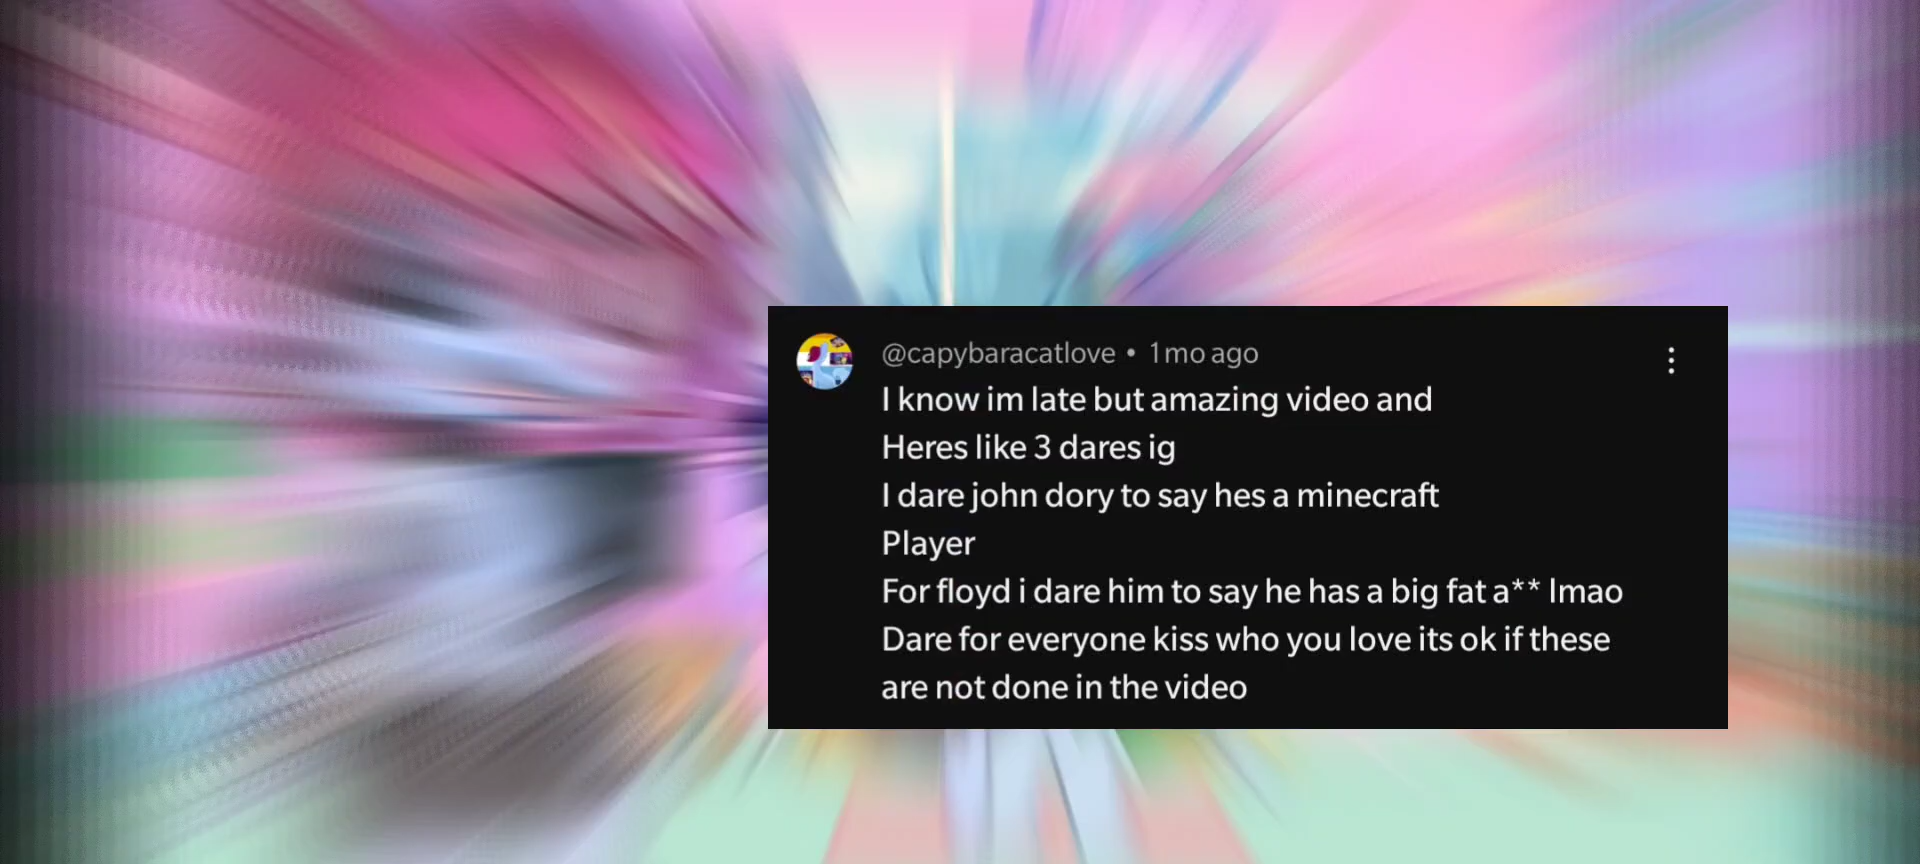 @capybaracatlove • 1mo ago
I know im late but amazing video and
Heres like 3 dares ig
I dare john dory to say hes a minecraft
Player
For floyd i dare him to say he has a big fat a** lmao
Dare for everyone kiss who you love its ok if these
are not done in the video